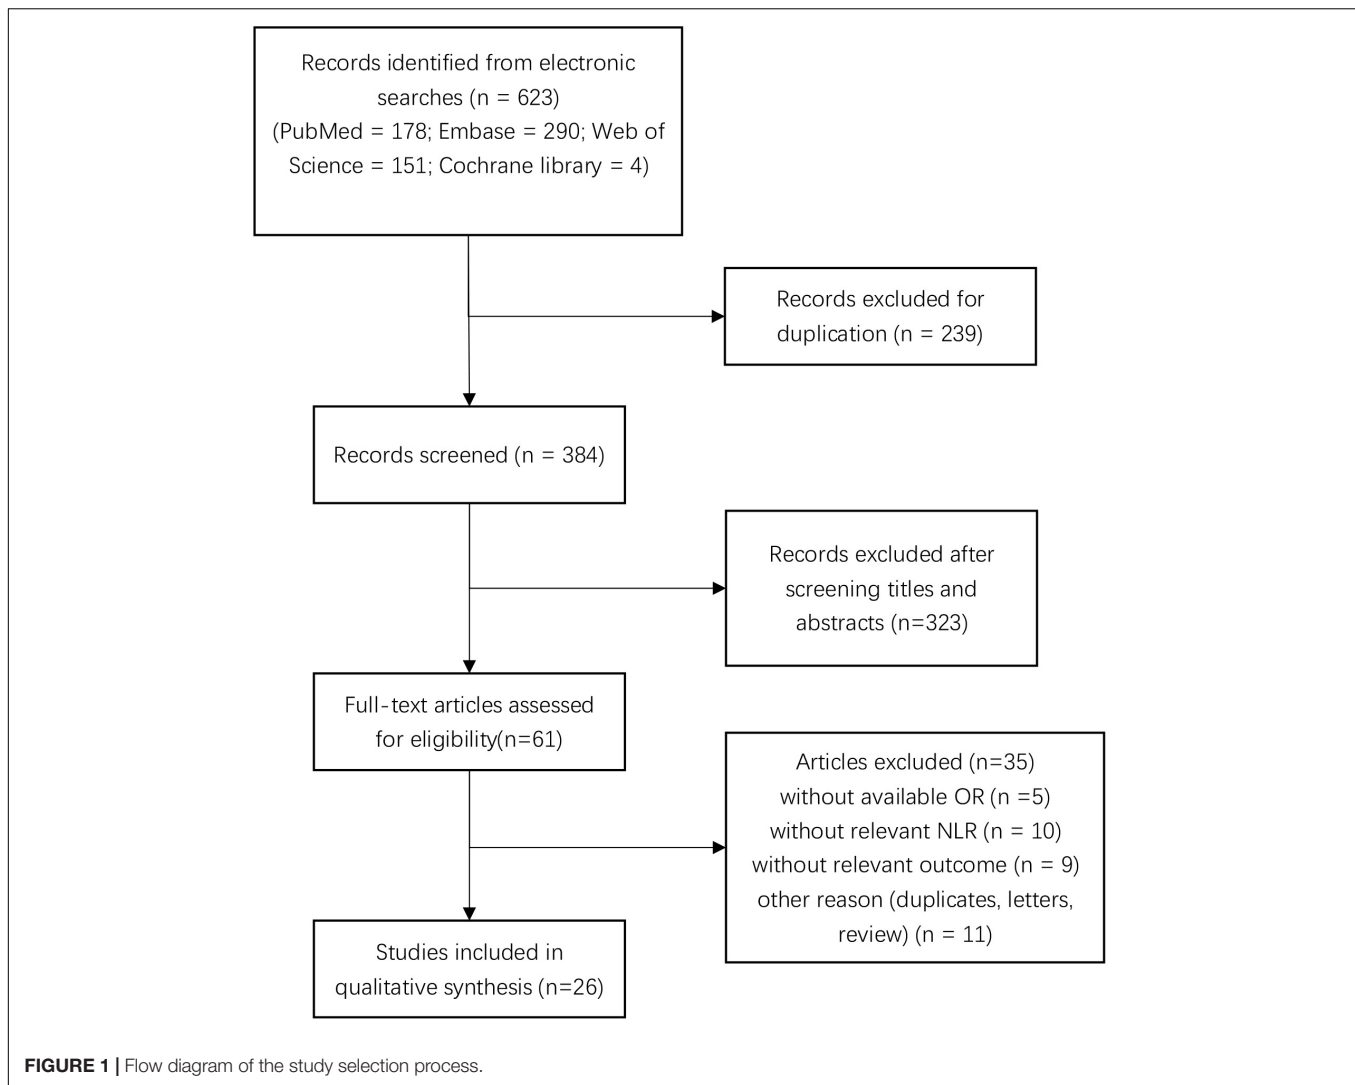 Records identified from electronic
searches (n = 623)
(PubMed = 178; Embase = 290; Web of
Science = 151; Cochrane library = 4)
Records excluded for
duplication (n = 239)
Records screened (n = 384)
Records excluded after
screening titles and
abstracts (n=323)
Full-text articles assessed
for eligibility(n=61)
Articles excluded (n=35)
without available OR (n =5)
without relevant NLR (n = 10)
without relevant outcome (n = 9)
other reason (duplicates, letters,
review) (n = 11)
Studies included in
qualitative synthesis (n=26)
FIGURE 1 | Flow diagram of the study selection process.